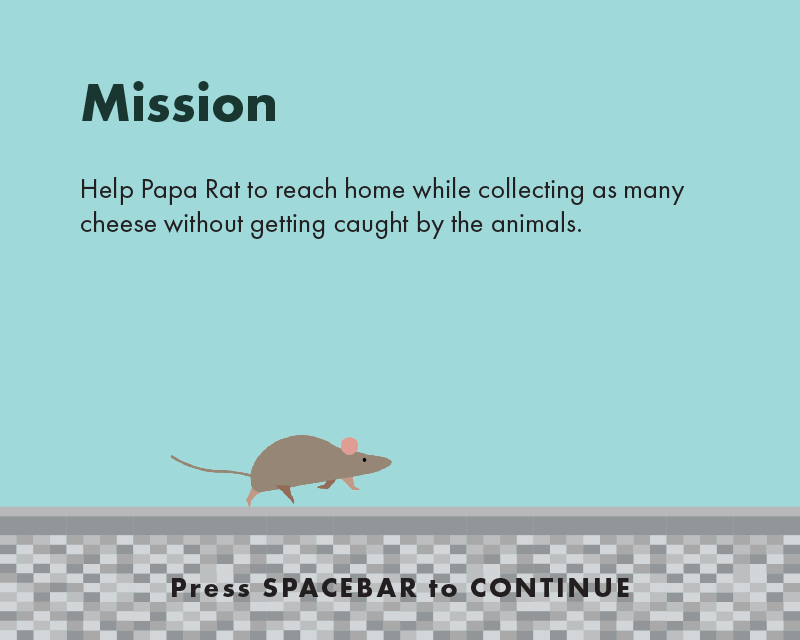 Mission
Help Papa Rat to reach home while collecting as many
cheese without getting caught by the animals.
Press SPACEBAR to CONTINUE